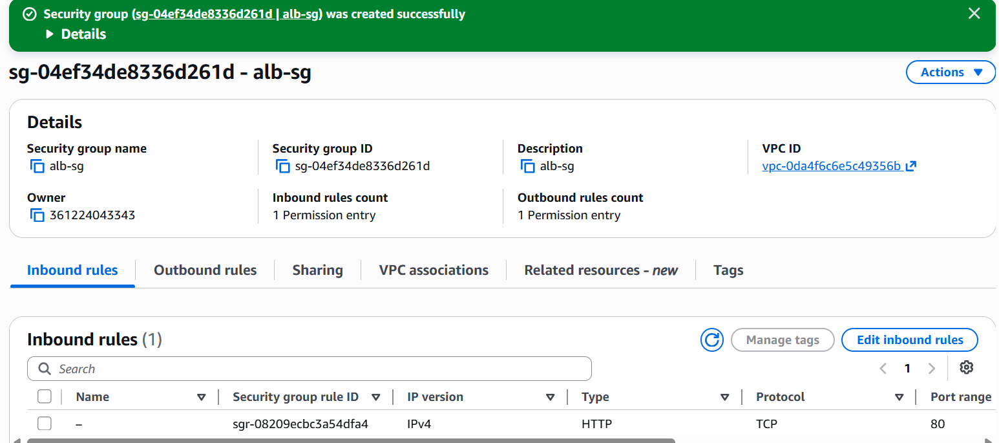 Security group (sg-04ef34de8336d261d | alb-sg) was created successfully
Details
sg-04ef34de8336d261d - alb-sg
Actions
Details
Security group name
alb-sg
Security group ID
sg-04ef34de8336d261d
Description
alb-sg
VPC ID
vpc-0da4f6c6e5c49356b
Owner
361224043343
Inbound rules count
1 Permission entry
Outbound rules count
1 Permission entry
Inbound rules Outbound rules Sharing VPC associations Related resources - new Tags
Inbound rules (1)
Manage tags Edit inbound rules
Search
1
Name Security group rule ID IP version Type Protocol Port range
– sgr-08209ecbc3a54dfa4 IPv4 HTTP TCP 80